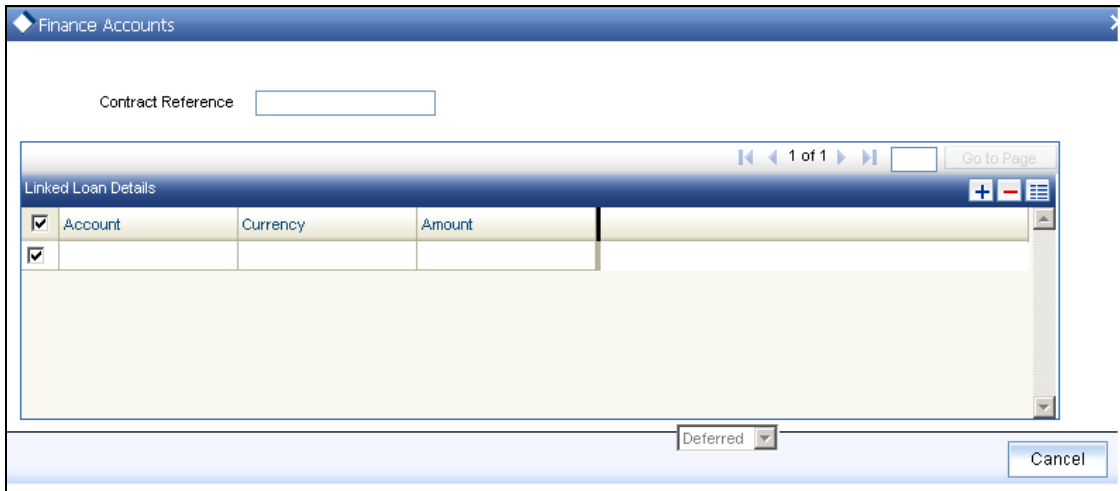 Finance Accounts
Contract Reference
1 of 1 Go to Page
Linked Loan Details
Account Currency Amount
Deferred
Cancel